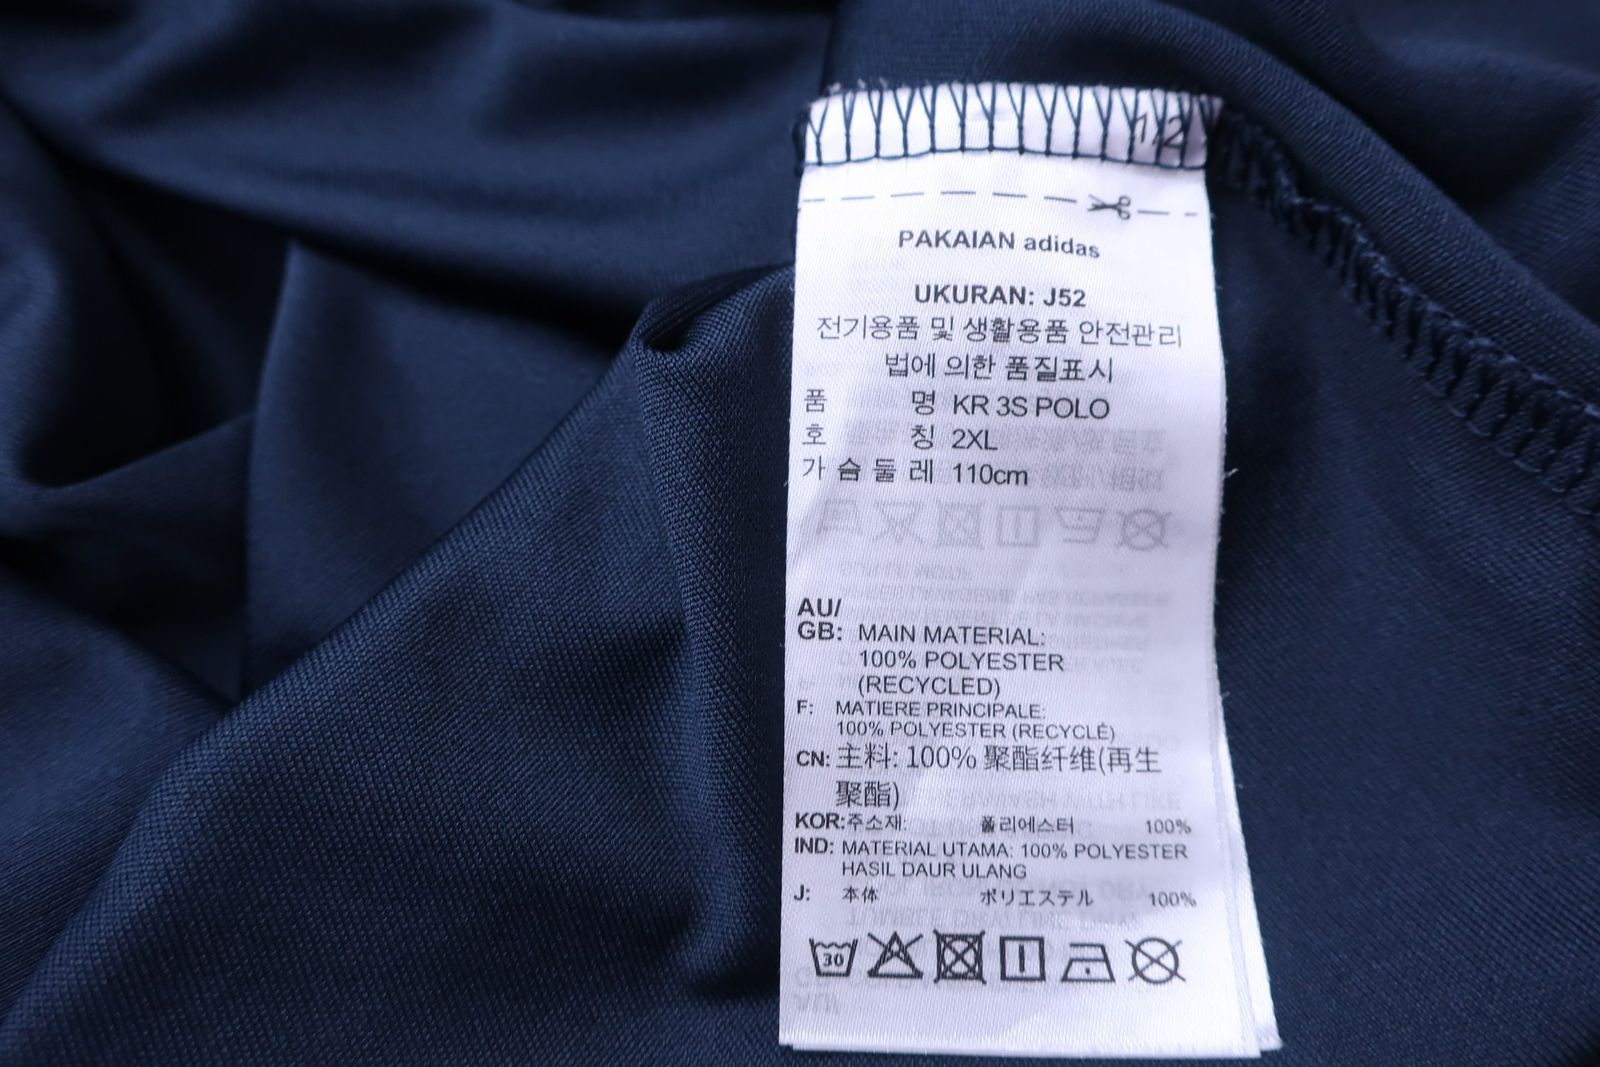 1/2
PAKAIAN adidas
UKURAN: J52
전기용품 및 생활용품 안전관리
법에 의한 품질표시
품 명 KR 3S POLO
호 칭 2XL
가 슴 둘 레 110cm
AU/
GB: MAIN MATERIAL:
100% POLYESTER
(RECYCLED)
F: MATIERE PRINCIPALE:
100% POLYESTER (RECYCLÉ)
CN: 主料: 100% 聚酯纤维(再生
聚酯)
KOR:주소재: 폴리에스터 100%
IND: MATERIAL UTAMA: 100% POLYESTER
HASIL DAUR ULANG
J: 本体 ポリエステル 100%
30